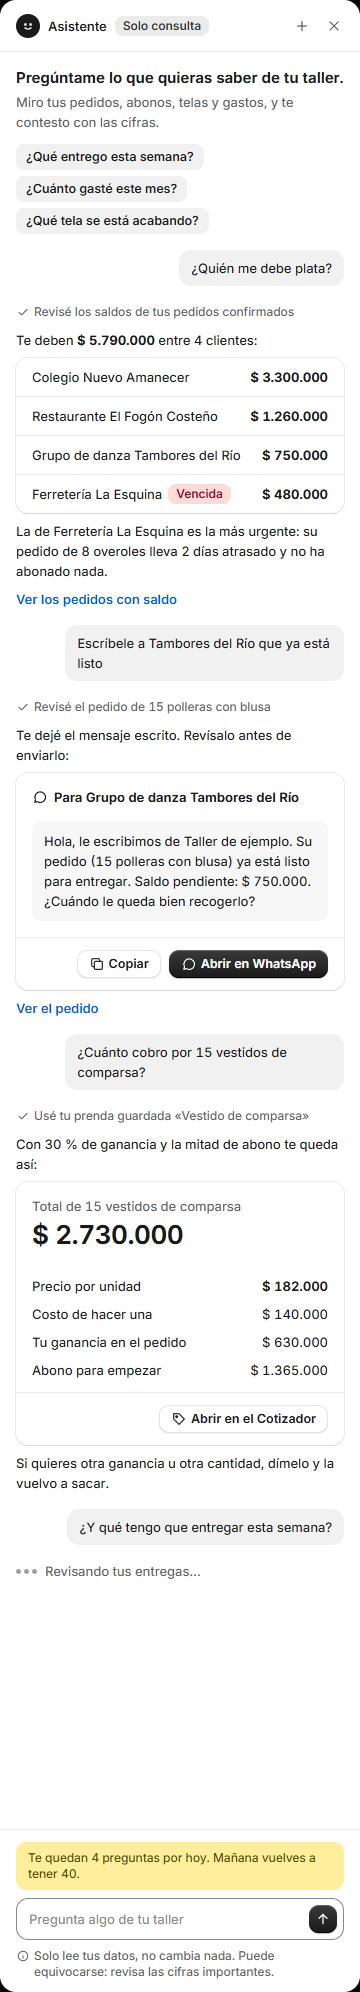 Asistente
Solo consulta
Pregúntame lo que quieras saber de tu taller.
Miro tus pedidos, abonos, telas y gastos, y te
contesto con las cifras.
¿Qué entrego esta semana?
¿Cuánto gasté este mes?
¿Qué tela se está acabando?
¿Quién me debe plata?
Revisé los saldos de tus pedidos confirmados
Te deben $ 5.790.000 entre 4 clientes:
Colegio Nuevo Amanecer $ 3.300.000
Restaurante El Fogón Costeño $ 1.260.000
Grupo de danza Tambores del Río $ 750.000
Ferretería La Esquina Vencida $ 480.000
La de Ferretería La Esquina es la más urgente: su
pedido de 8 overoles lleva 2 días atrasado y no ha
abonado nada.
Ver los pedidos con saldo
Escríbele a Tambores del Río que ya está
listo
Revisé el pedido de 15 polleras con blusa
Te dejé el mensaje escrito. Revísalo antes de
enviarlo:
Para Grupo de danza Tambores del Río
Hola, le escribimos de Taller de ejemplo. Su
pedido (15 polleras con blusa) ya está listo
para entregar. Saldo pendiente: $ 750.000.
¿Cuándo le queda bien recogerlo?
Copiar
Abrir en WhatsApp
Ver el pedido
¿Cuánto cobro por 15 vestidos de
comparsa?
Usé tu prenda guardada «Vestido de comparsa»
Con 30 % de ganancia y la mitad de abono te queda
así:
Total de 15 vestidos de comparsa
$ 2.730.000
Precio por unidad $ 182.000
Costo de hacer una $ 140.000
Tu ganancia en el pedido $ 630.000
Abono para empezar $ 1.365.000
Abrir en el Cotizador
Si quieres otra ganancia u otra cantidad, dímelo y la
vuelvo a sacar.
¿Y qué tengo que entregar esta semana?
Revisando tus entregas...
Te quedan 4 preguntas por hoy. Mañana vuelves a
tener 40.
Pregunta algo de tu taller
Solo lee tus datos, no cambia nada. Puede
equivocarse: revisa las cifras importantes.